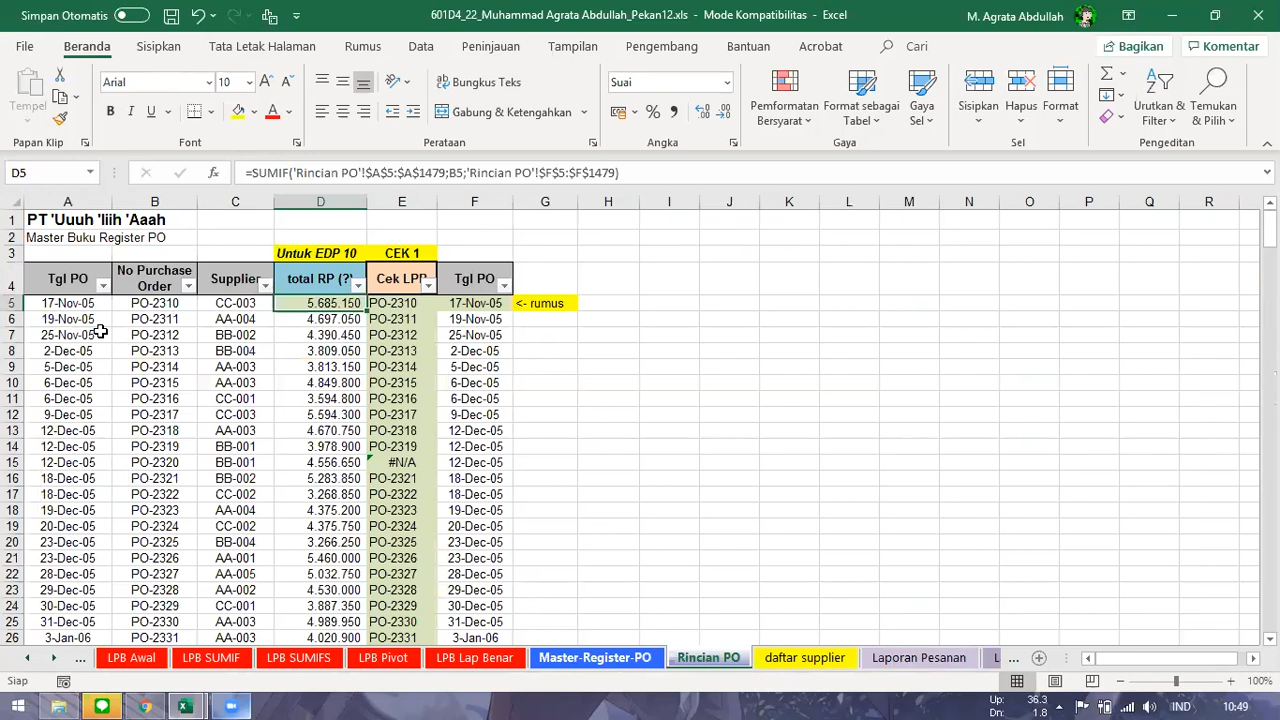 Simpan Otomatis
601D4_22_Muhammad Agrata Abdullah_Pekan12.xls - Mode Kompatibilitas - Excel
M. Agrata Abdullah
File Beranda Sisipkan Tata Letak Halaman Rumus Data Peninjauan Tampilan Pengembang Bantuan Acrobat Cari Bagikan Komentar
Arial 10 Bungkus Teks Suai
Tempel B I U Gabung & Ketengahkan % Pemformatan Bersyarat Format sebagai Tabel Gaya Sel Sisipkan Hapus Format Urutkan & Filter Temukan & Pilih
Papan Klip Font Perataan Angka Gaya Sel Pengeditan
D5 fx =SUMIF('Rincian PO'!$A$5:$A$1479;B5;'Rincian PO'!$F$5:$F$1479)
A B C D E F G H I J K L M N O P Q R
1 PT 'Uuuh 'Iiih 'Aaah
2 Master Buku Register PO
3 Untuk EDP 10 CEK 1
4 Tgl PO No Purchase Order Supplier total RP (?) Cek LPP Tgl PO
5 17-Nov-05 PO-2310 CC-003 5.685.150 PO-2310 17-Nov-05 <- rumus
6 19-Nov-05 PO-2311 AA-004 4.697.050 PO-2311 19-Nov-05
7 25-Nov-05 PO-2312 BB-002 4.390.450 PO-2312 25-Nov-05
8 2-Dec-05 PO-2313 BB-004 3.809.050 PO-2313 2-Dec-05
9 5-Dec-05 PO-2314 AA-003 3.813.150 PO-2314 5-Dec-05
10 6-Dec-05 PO-2315 AA-003 4.849.800 PO-2315 6-Dec-05
11 6-Dec-05 PO-2316 CC-001 3.594.800 PO-2316 6-Dec-05
12 9-Dec-05 PO-2317 CC-003 5.594.300 PO-2317 9-Dec-05
13 12-Dec-05 PO-2318 AA-003 4.670.750 PO-2318 12-Dec-05
14 12-Dec-05 PO-2319 BB-001 3.978.900 PO-2319 12-Dec-05
15 12-Dec-05 PO-2320 BB-001 4.556.650 #N/A 12-Dec-05
16 18-Dec-05 PO-2321 BB-002 5.283.850 PO-2321 18-Dec-05
17 18-Dec-05 PO-2322 CC-002 3.268.850 PO-2322 18-Dec-05
18 19-Dec-05 PO-2323 AA-004 4.375.200 PO-2323 19-Dec-05
19 20-Dec-05 PO-2324 CC-002 4.375.750 PO-2324 20-Dec-05
20 23-Dec-05 PO-2325 BB-004 3.266.250 PO-2325 23-Dec-05
21 23-Dec-05 PO-2326 AA-001 5.460.000 PO-2326 23-Dec-05
22 28-Dec-05 PO-2327 AA-005 5.032.750 PO-2327 28-Dec-05
23 29-Dec-05 PO-2328 AA-002 4.530.000 PO-2328 29-Dec-05
24 30-Dec-05 PO-2329 CC-001 3.887.350 PO-2329 30-Dec-05
25 31-Dec-05 PO-2330 AA-003 4.989.950 PO-2330 31-Dec-05
26 3-Jan-06 PO-2331 AA-003 4.020.900 PO-2331 3-Jan-06
... LPB Awal LPB SUMIF LPB SUMIFS LPB Pivot LPB Lap Benar Master-Register-PO Rincian PO daftar supplier Laporan Pesanan L ...
Siap 100%
Up: 36.3
Dn: 1.8
IND 10:49